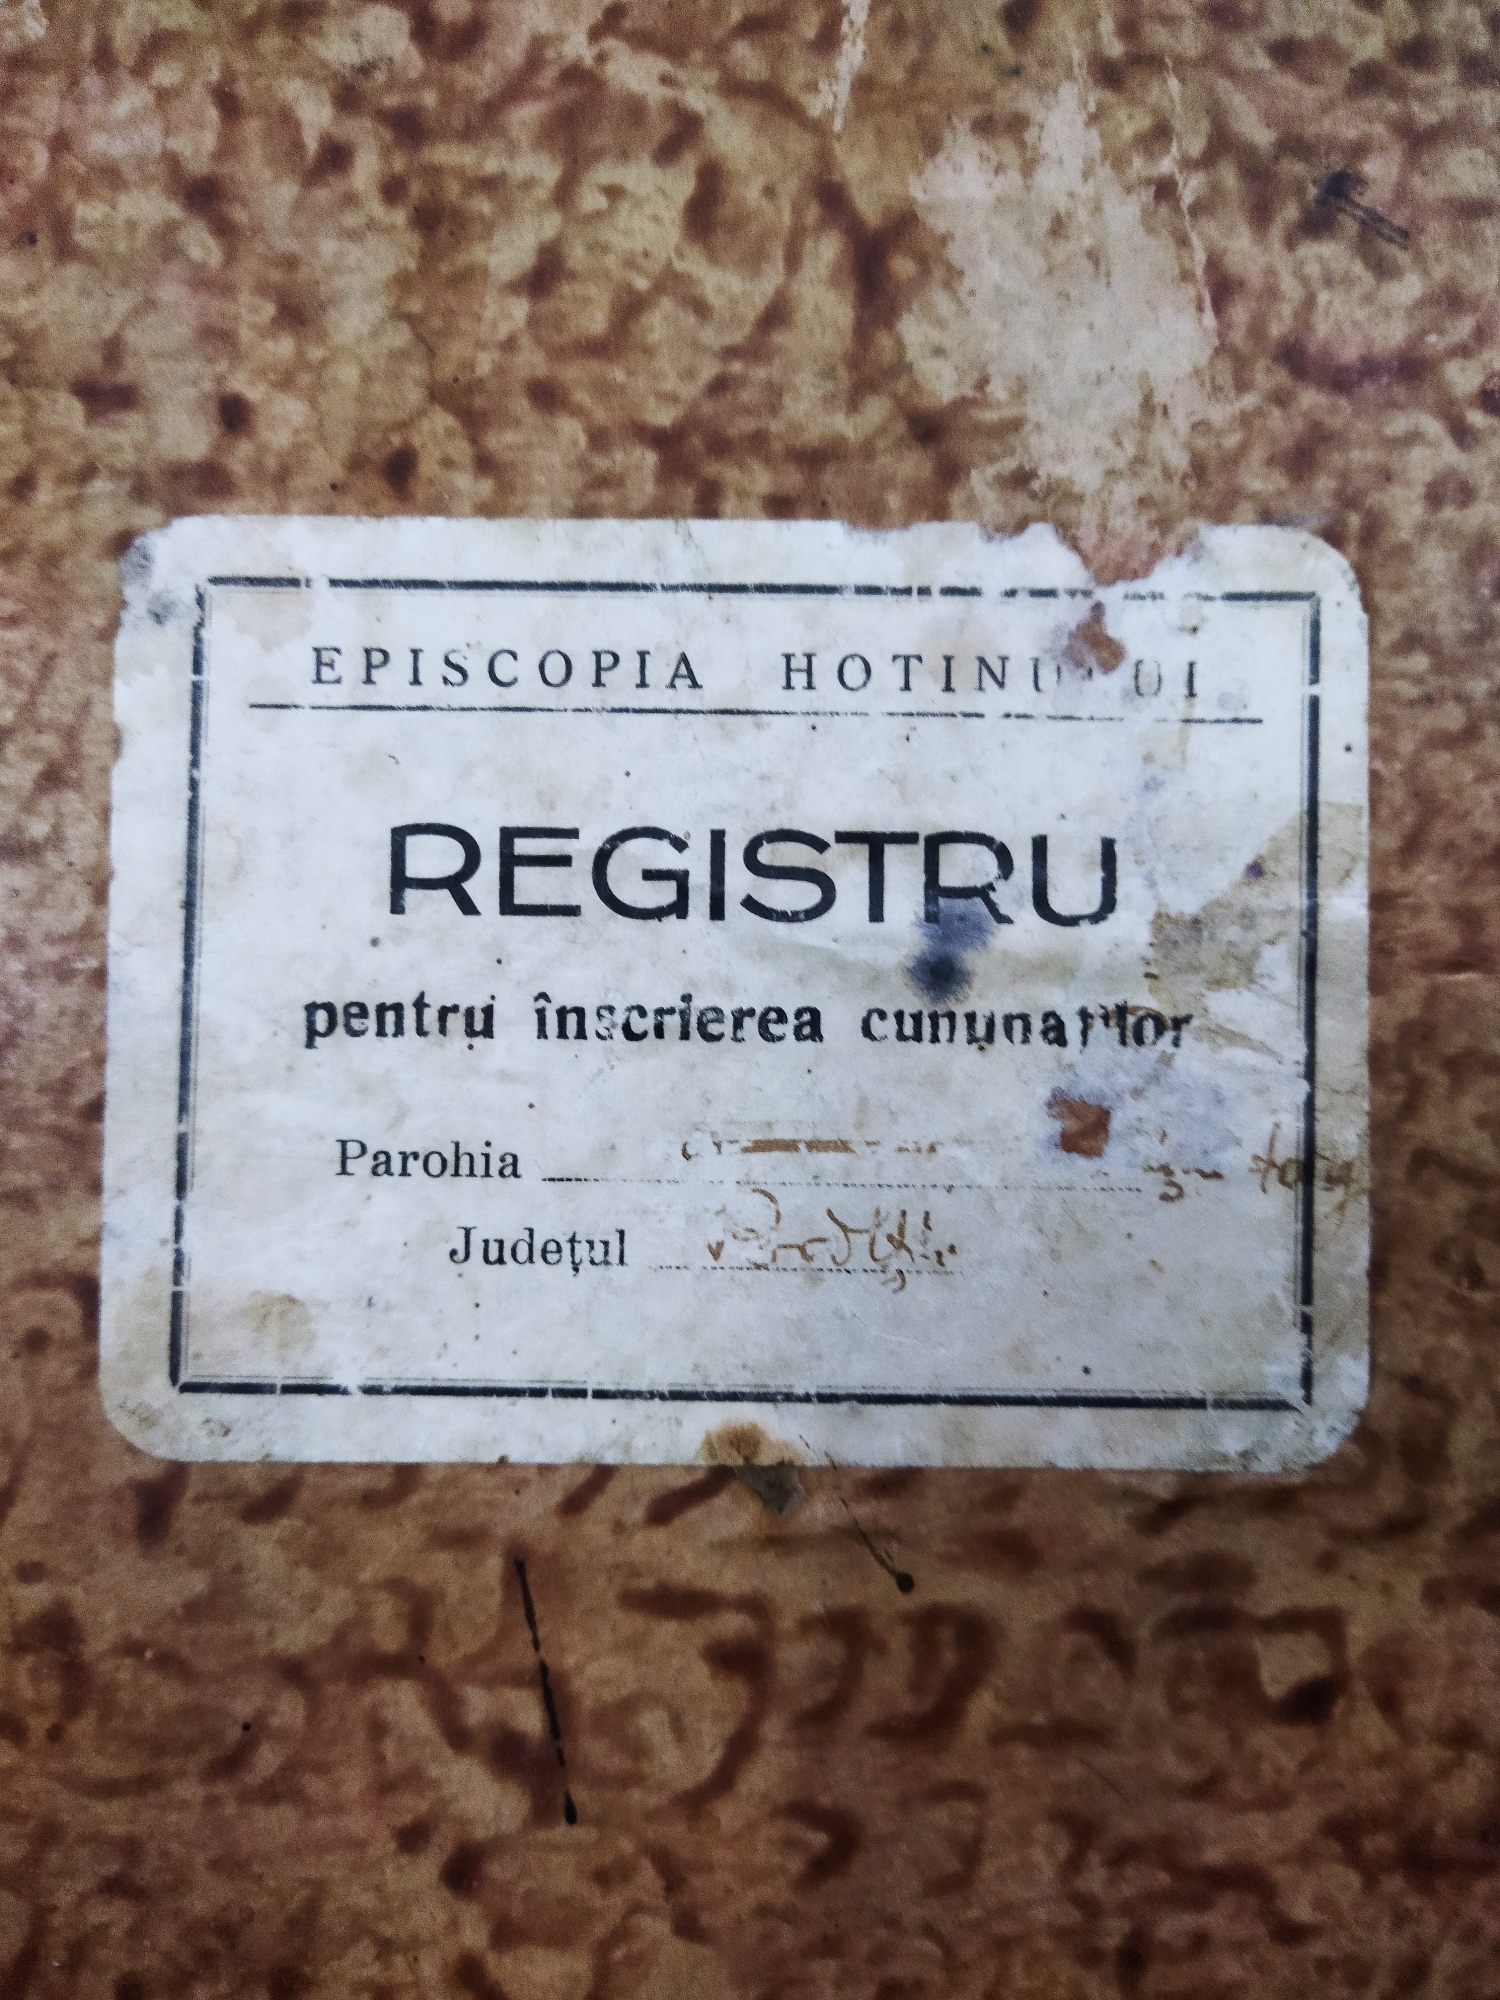 EPISCOPIA HOTINULUI
REGISTRU
pentru înscrierea cununaților
Parohia
Județul